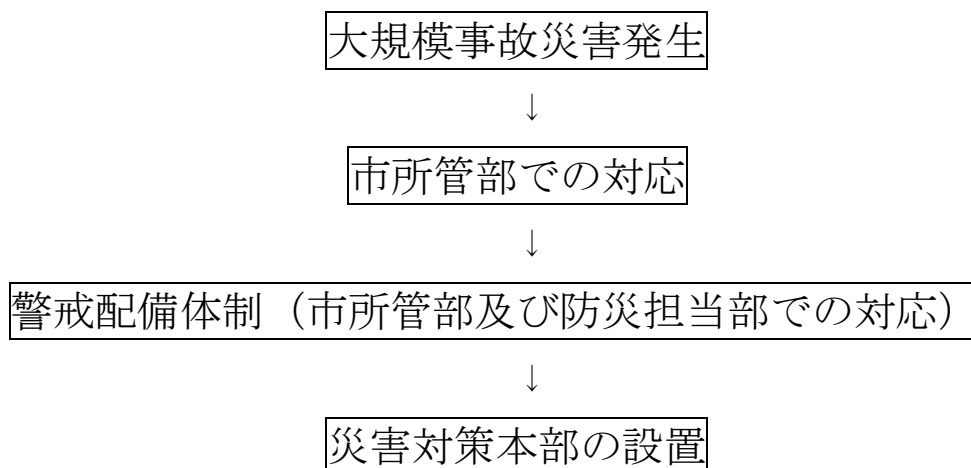 大規模事故災害発生
↓
市所管部での対応
↓
警戒配備体制（市所管部及び防災担当部での対応）
↓
災害対策本部の設置